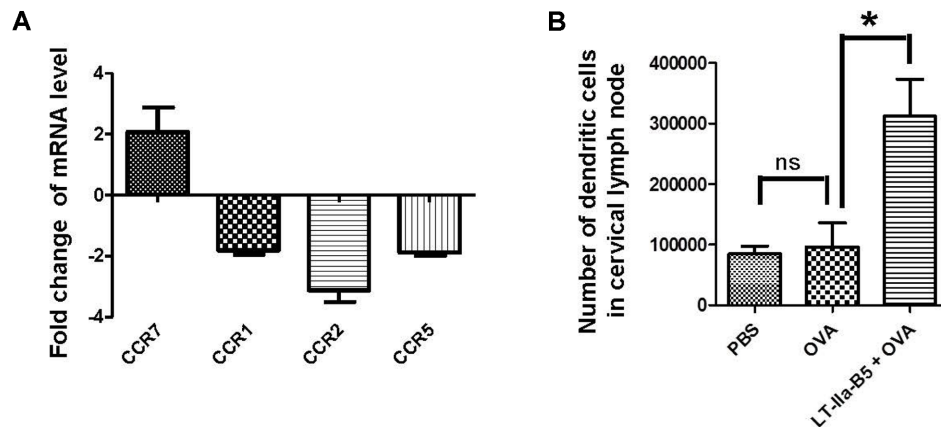 A
Fold change of mRNA level
4
2
0
-2
-4
CCR7
CCR1
CCR2
CCR5
B
Number of dendritic cells
in cervical lymph node
400000
300000
200000
100000
0
ns
*
PBS
OVA
LT-IIa-B5 + OVA